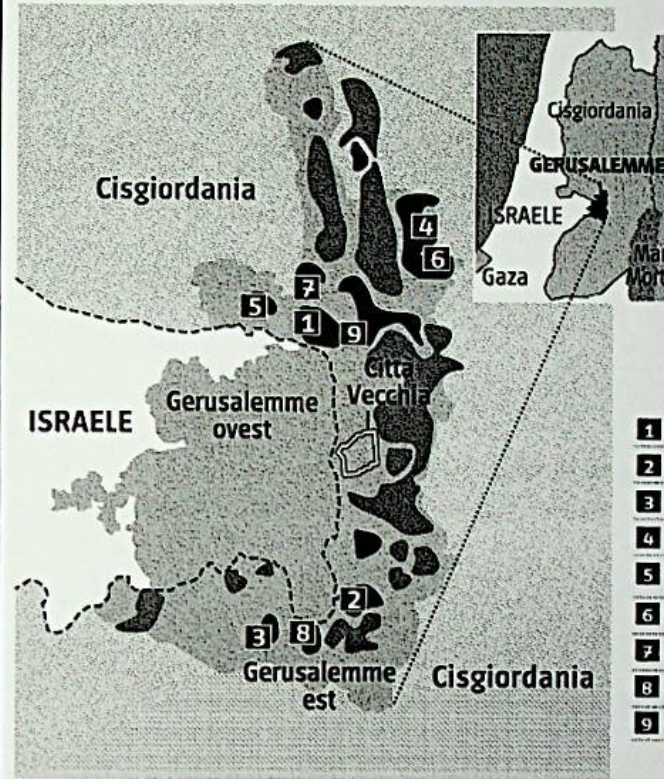 Cisgiordania
GERUSALEMME
ISRAELE
Gaza
Cisgiordania
4
6
7
5
1
9
Città
Vecchia
Gerusalemme
ovest
ISRAELE
2
3
8
Gerusalemme
est
Cisgiordania
1
2
3
4
5
6
7
8
9